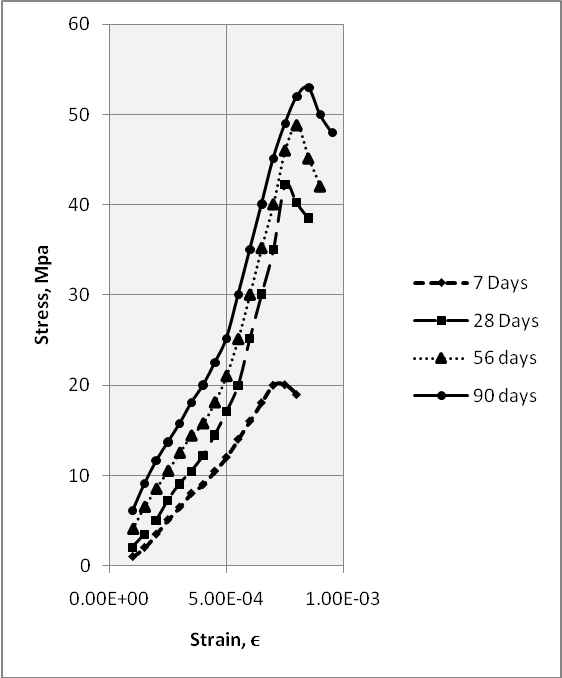 60
50
40
30
20
10
0
Stress, Mpa
0.00E+00 5.00E-04 1.00E-03
Strain, ϵ
7 Days
28 Days
56 days
90 days